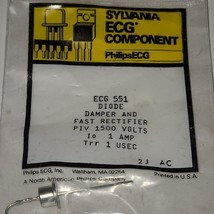 SYLVANIA
ECG®
COMPONENT
PhilipsECG
ECG 551
DIODE
DAMPER AND
FAST RECTIFIER
PIV 1500 VOLTS
Io 1 AMP
Trr 1 USEC
2J AC
Philips ECG, Inc. Waltham, MA. 02254 Printed in U.S.A.
A North American Philips Company